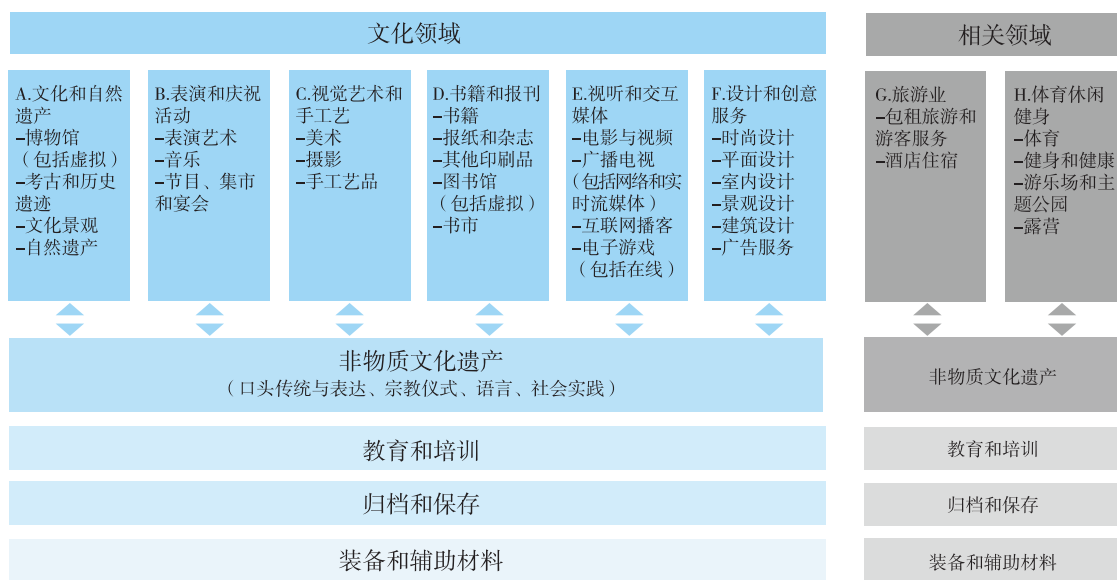 文化领域
相关领域
A.文化和自然
遗产
–博物馆
（包括虚拟）
–考古和历史
遗迹
–文化景观
–自然遗产
B.表演和庆祝
活动
–表演艺术
–音乐
–节目、集市
和宴会
C.视觉艺术和
手工艺
–美术
–摄影
–手工艺品
D.书籍和报刊
–书籍
–报纸和杂志
–其他印刷品
–图书馆
（包括虚拟）
–书市
E.视听和交互
媒体
–电影与视频
–广播电视
（包括网络和实
时流媒体）
–互联网播客
–电子游戏
（包括在线）
F.设计和创意
服务
–时尚设计
–平面设计
–室内设计
–景观设计
–建筑设计
–广告服务
G.旅游业
–包租旅游和
游客服务
–酒店住宿
H.体育休闲
健身
–体育
–健身和健康
–游乐场和主
题公园
–露营
非物质文化遗产
（口头传统与表达、宗教仪式、语言、社会实践）
非物质文化遗产
教育和培训
教育和培训
归档和保存
归档和保存
装备和辅助材料
装备和辅助材料